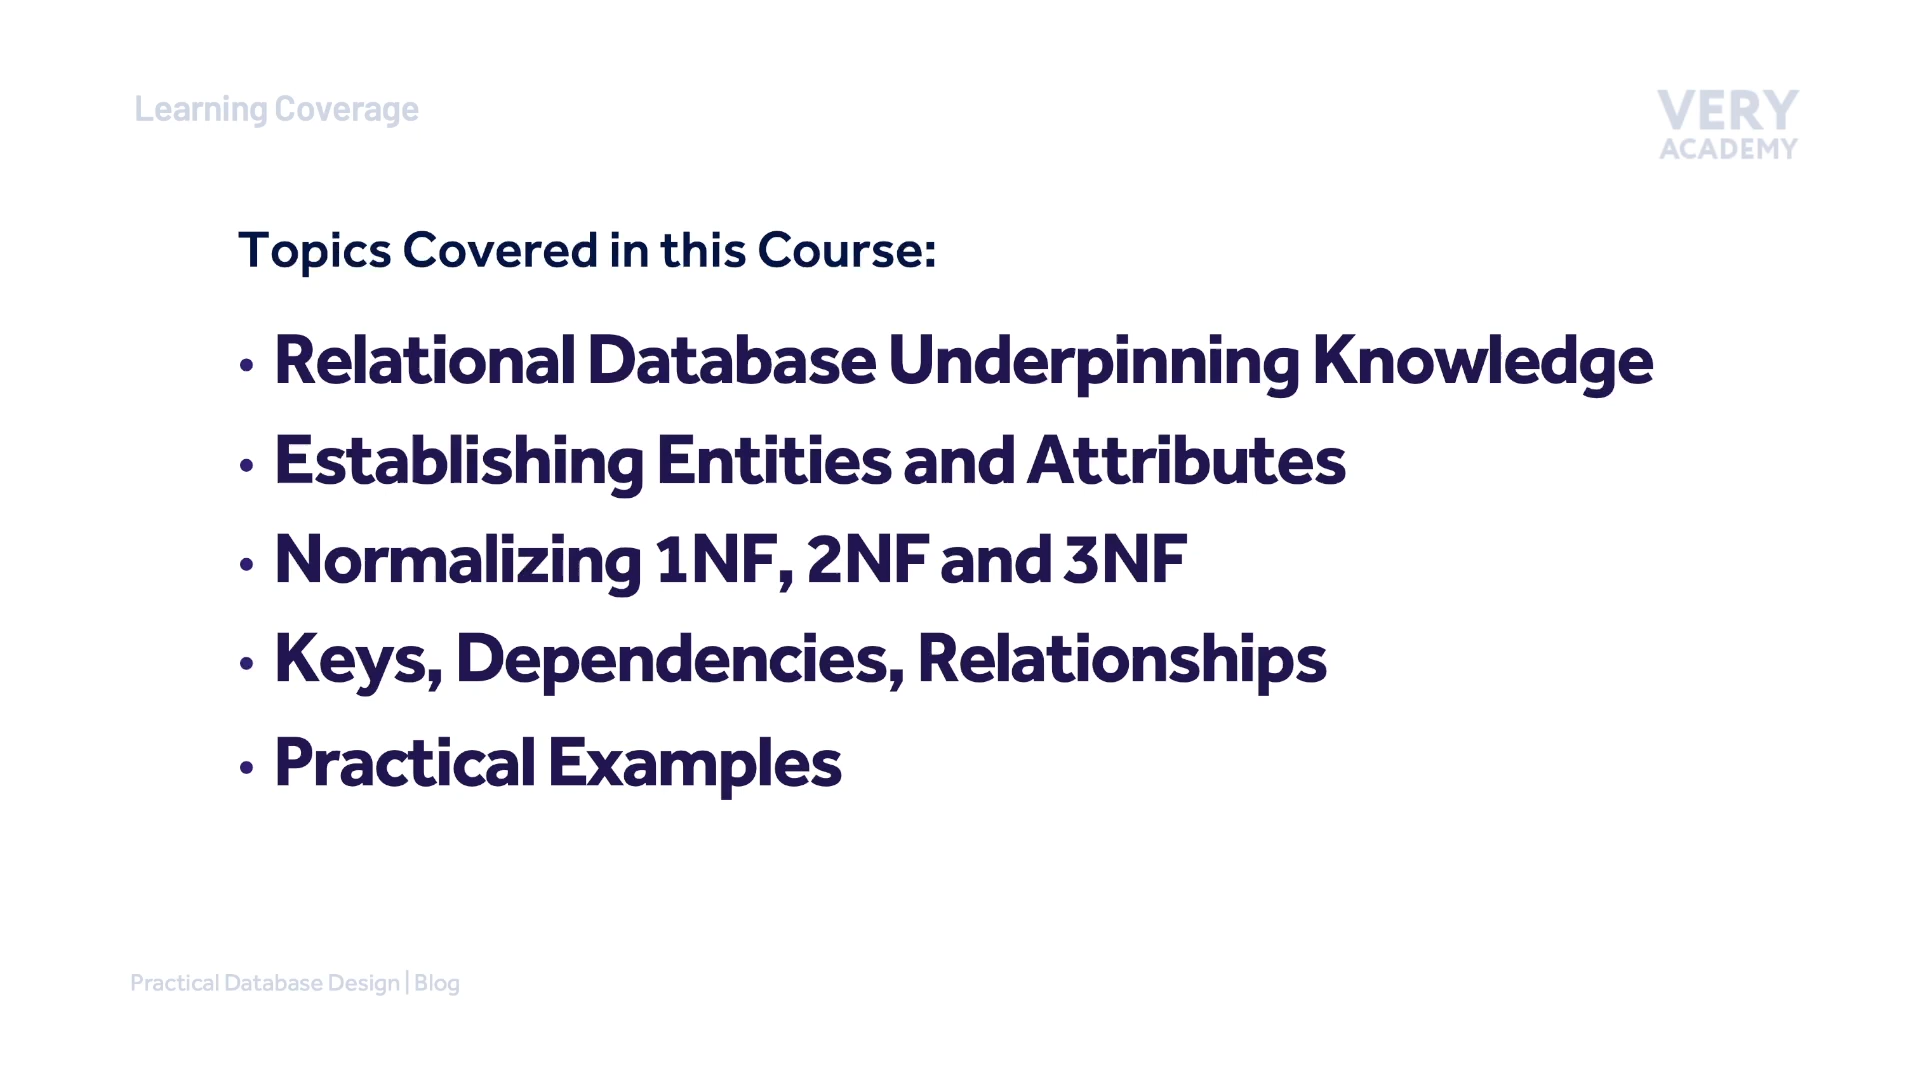 Learning Coverage
VERY
ACADEMY
Topics Covered in this Course:
• Relational Database Underpinning Knowledge
• Establishing Entities and Attributes
• Normalizing 1NF, 2NF and 3NF
• Keys, Dependencies, Relationships
• Practical Examples
Practical Database Design | Blog